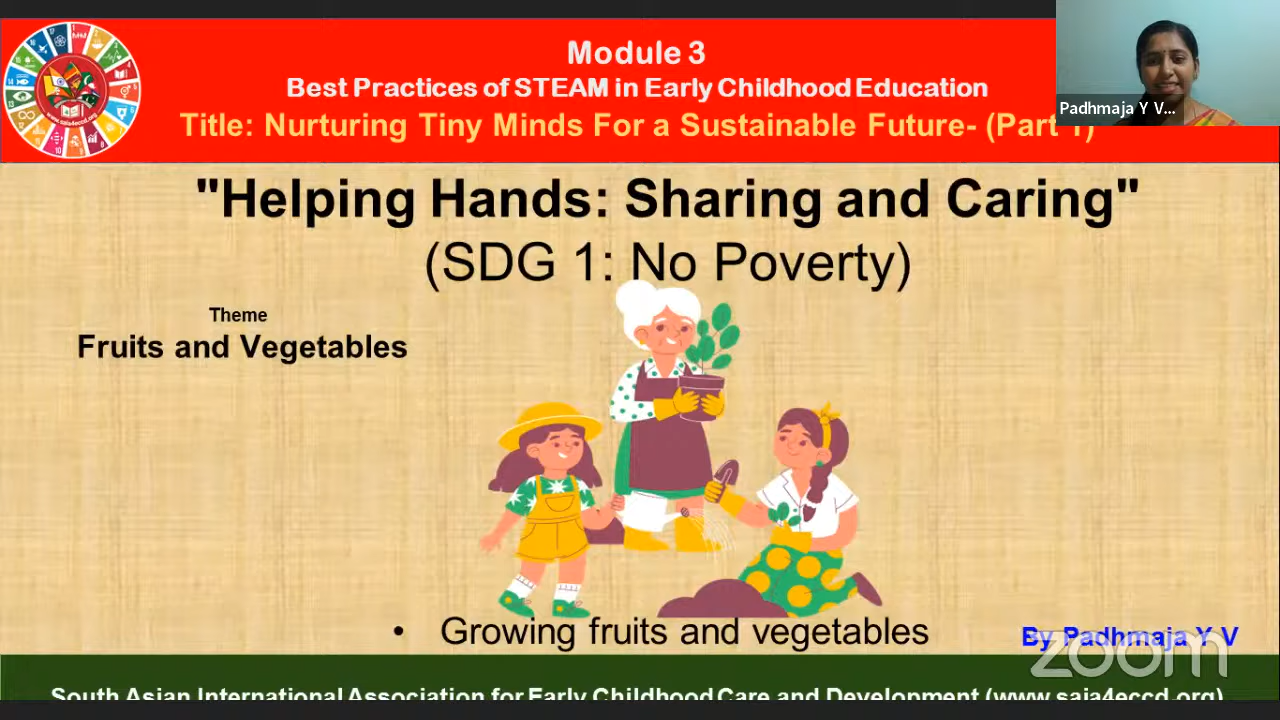 Module 3
Best Practices of STEAM in Early Childhood Education
Title: Nurturing Tiny Minds For a Sustainable Future- (Part 1)
Padhmaja Y V...
"Helping Hands: Sharing and Caring"
(SDG 1: No Poverty)
Theme
Fruits and Vegetables
• Growing fruits and vegetables
By Padhmaja Y V
zoom
South Asian International Association for Early Childhood Care and Development (www.saia4eccd.org)